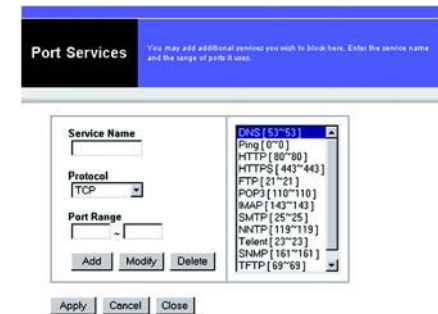 Port Services
You may add additional services you wish to block here. Enter the service name
and the range of ports it uses.
Service Name
Protocol
TCP
Port Range
~
Add Modify Delete
DNS [ 53~53 ]
Ping [ 0~0 ]
HTTP [ 80~80 ]
HTTPS [ 443~443 ]
FTP [ 21~21 ]
POP3 [ 110~110 ]
IMAP [ 143~143 ]
SMTP [ 25~25 ]
NNTP [ 119~119 ]
Telent [ 23~23 ]
SNMP [ 161~161 ]
TFTP [ 69~69 ]
Apply Cancel Close